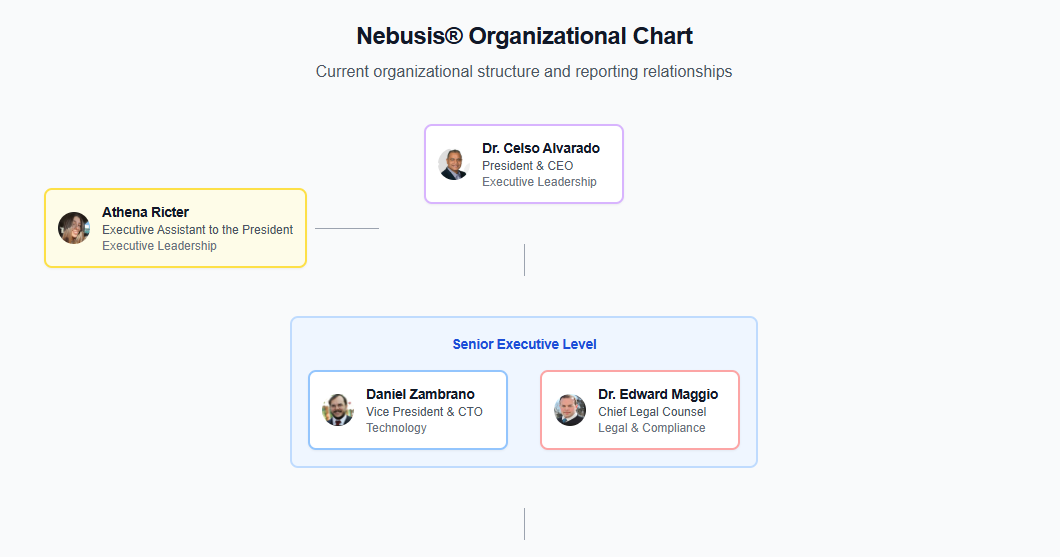 Nebusis® Organizational Chart
Current organizational structure and reporting relationships
Dr. Celso Alvarado
President & CEO
Executive Leadership
Athena Ricter
Executive Assistant to the President
Executive Leadership
Senior Executive Level
Daniel Zambrano
Vice President & CTO
Technology
Dr. Edward Maggio
Chief Legal Counsel
Legal & Compliance